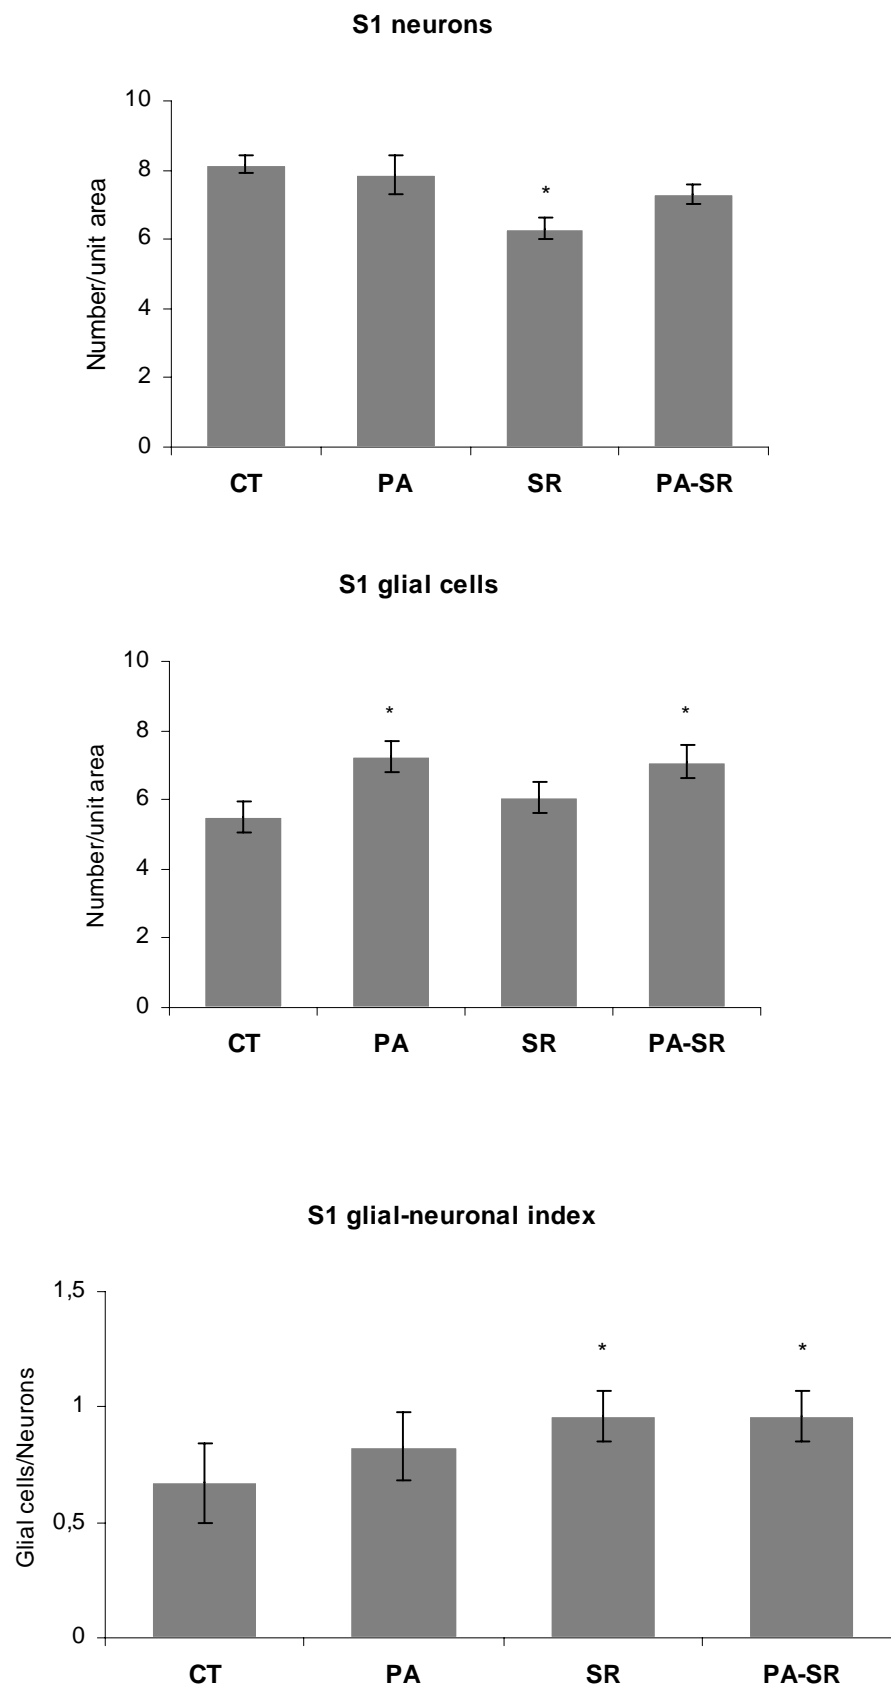 S1 neurons
10
8
6
4
2
0
Number/unit area
*
CT PA SR PA-SR
S1 glial cells
10
8
6
4
2
0
Number/unit area
* *
CT PA SR PA-SR
S1 glial-neuronal index
1,5
1
0,5
0
Glial cells/Neurons
* *
CT PA SR PA-SR